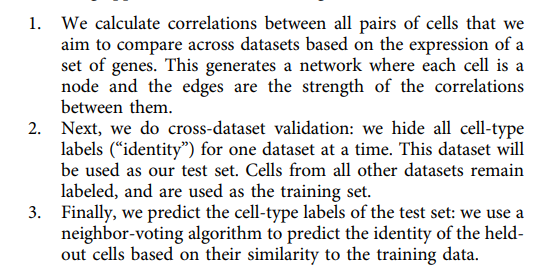 1. We calculate correlations between all pairs of cells that we
aim to compare across datasets based on the expression of a
set of genes. This generates a network where each cell is a
node and the edges are the strength of the correlations
between them.
2. Next, we do cross-dataset validation: we hide all cell-type
labels (“identity”) for one dataset at a time. This dataset will
be used as our test set. Cells from all other datasets remain
labeled, and are used as the training set.
3. Finally, we predict the cell-type labels of the test set: we use a
neighbor-voting algorithm to predict the identity of the held-
out cells based on their similarity to the training data.